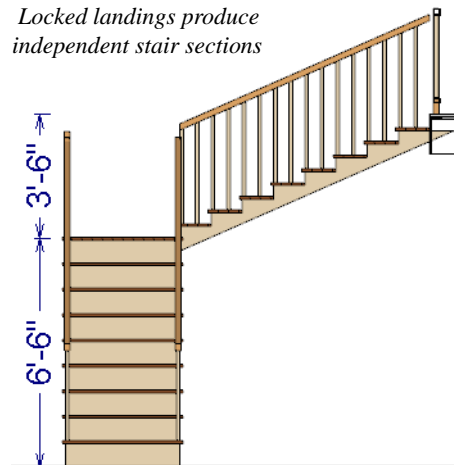 Locked landings produce
independent stair sections
3'-6"
6'-6"